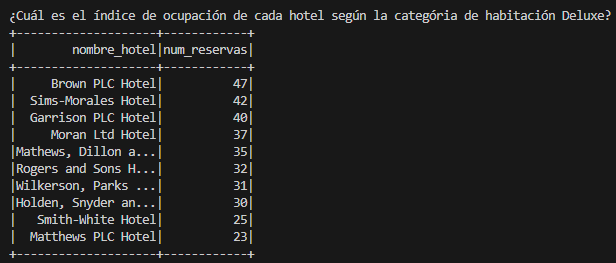 ¿Cuál es el índice de ocupación de cada hotel según la categória de habitación Deluxe?
+-------------------+------------+
|       nombre_hotel|num_reservas|
+-------------------+------------+
|    Brown PLC Hotel|          47|
| Sims-Morales Hotel|          42|
| Garrison PLC Hotel|          40|
|    Moran Ltd Hotel|          37|
|Mathews, Dillon a...|          35|
|Rogers and Sons H...|          32|
|Wilkerson, Parks ...|          31|
|Holden, Snyder an...|          30|
|  Smith-White Hotel|          25|
| Matthews PLC Hotel|          23|
+-------------------+------------+